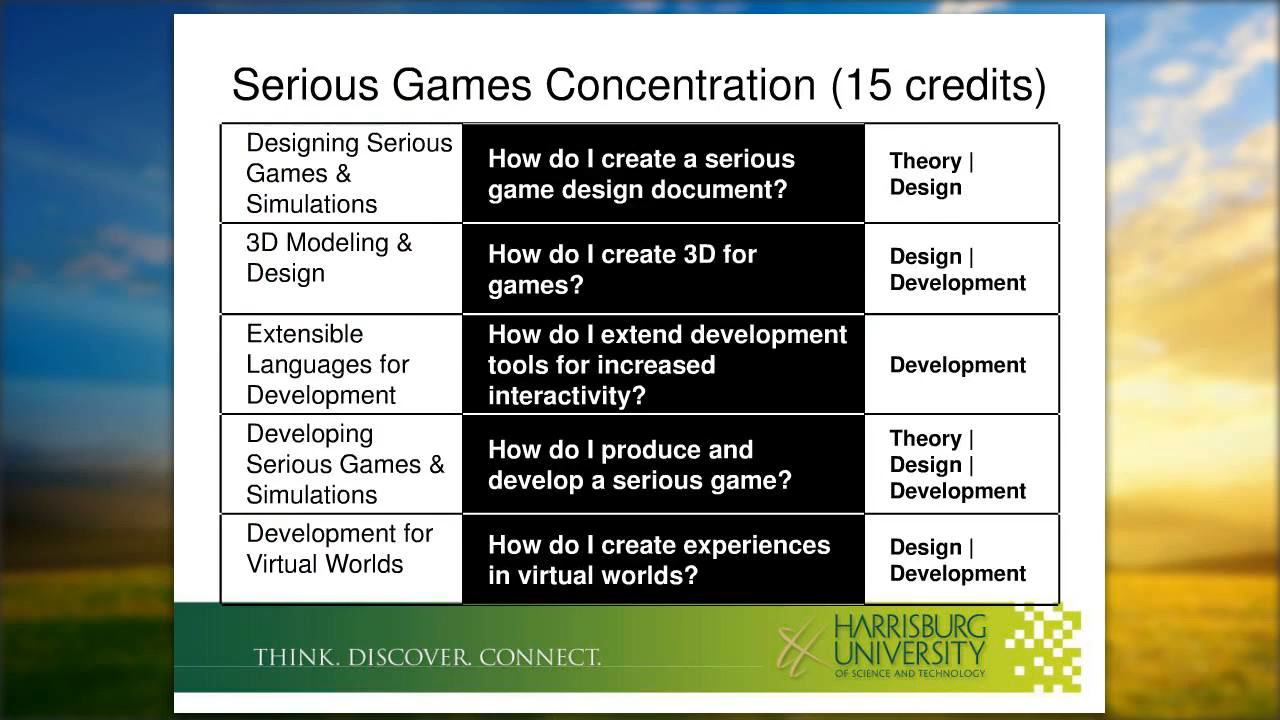 Serious Games Concentration (15 credits)
Designing Serious
Games &
Simulations
How do I create a serious
game design document?
Theory |
Design
3D Modeling &
Design
How do I create 3D for
games?
Design |
Development
Extensible
Languages for
Development
How do I extend development
tools for increased
interactivity?
Development
Developing
Serious Games &
Simulations
How do I produce and
develop a serious game?
Theory |
Design |
Development
Development for
Virtual Worlds
How do I create experiences
in virtual worlds?
Design |
Development
THINK. DISCOVER. CONNECT.
HARRISBURG
UNIVERSITY
OF SCIENCE AND TECHNOLOGY